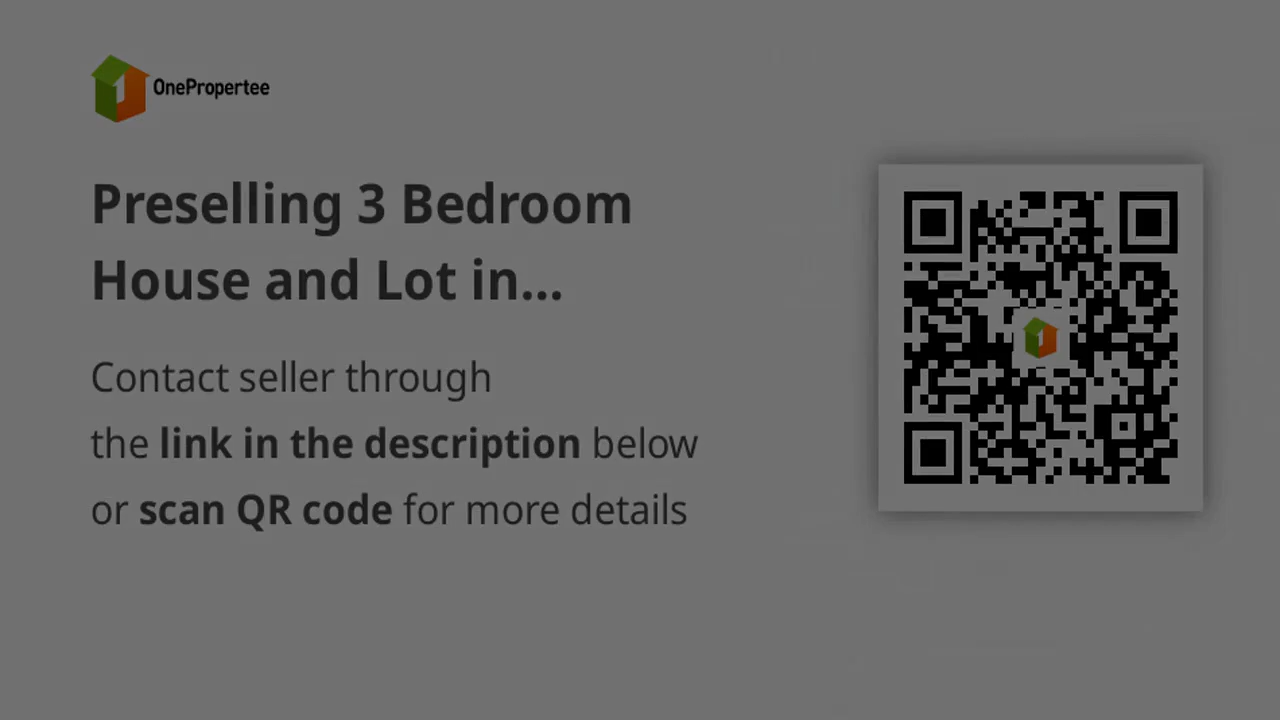 OnePropertee
Preselling 3 Bedroom
House and Lot in...
Contact seller through
the link in the description below
or scan QR code for more details